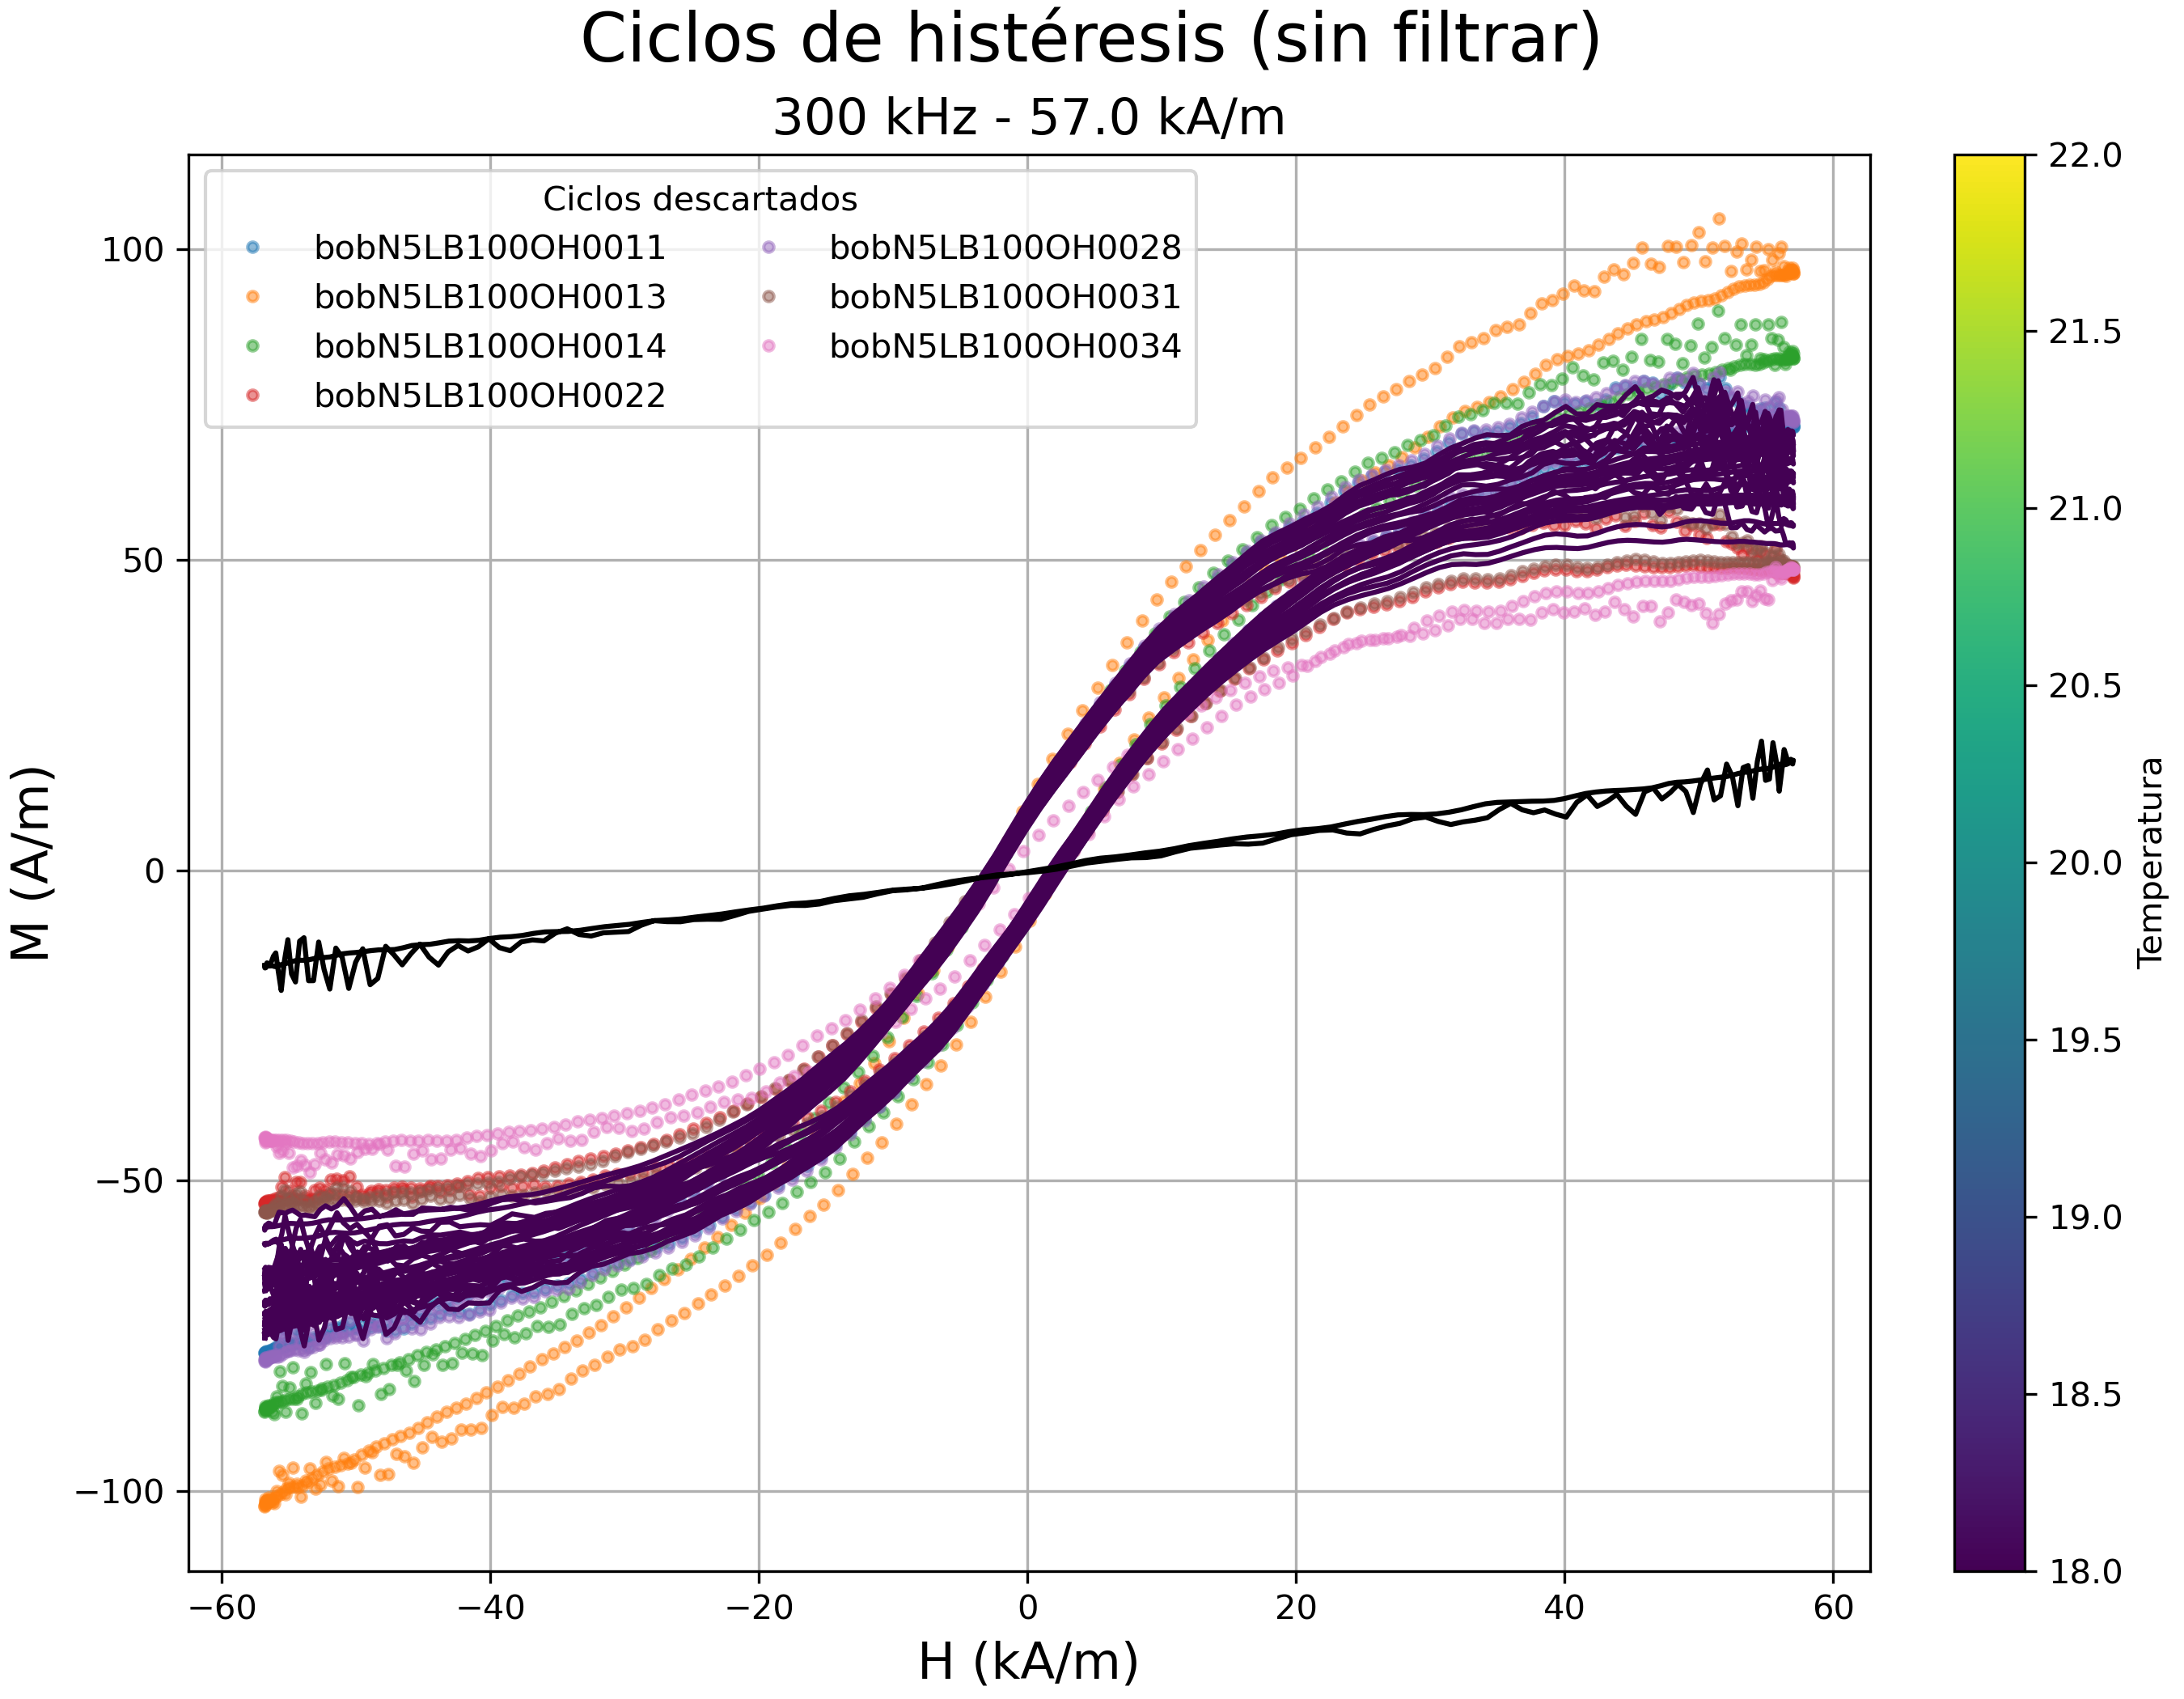 Ciclos de histéresis (sin filtrar)
300 kHz - 57.0 kA/m
Ciclos descartados
bobN5LB100OH0011
bobN5LB100OH0013
bobN5LB100OH0014
bobN5LB100OH0022
bobN5LB100OH0028
bobN5LB100OH0031
bobN5LB100OH0034
M (A/m)
100
50
0
−50
−100
−60 −40 −20 0 20 40 60
H (kA/m)
22.0
21.5
21.0
20.5
20.0
19.5
19.0
18.5
18.0
Temperatura